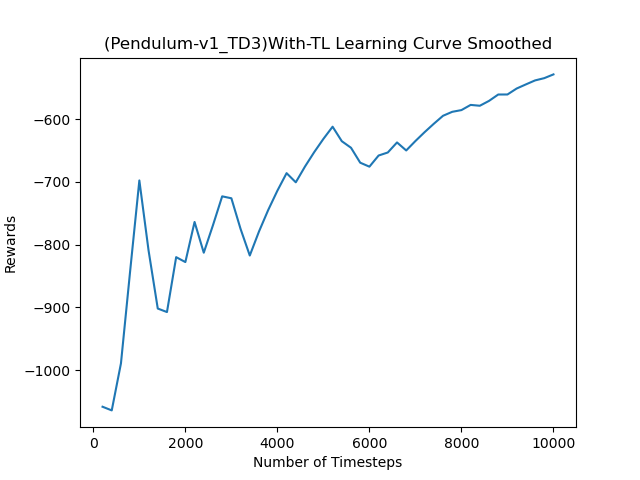 (Pendulum-v1_TD3)With-TL Learning Curve Smoothed
Rewards
−600
−700
−800
−900
−1000
0 2000 4000 6000 8000 10000
Number of Timesteps